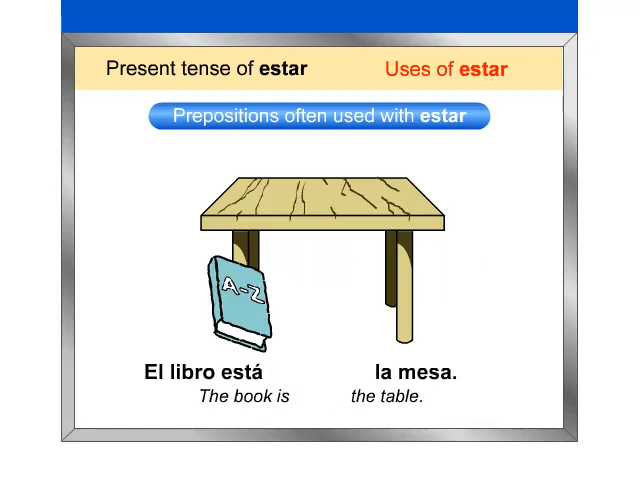 Present tense of estar
Uses of estar
Prepositions often used with estar
A-Z
El libro está la mesa.
The book is the table.